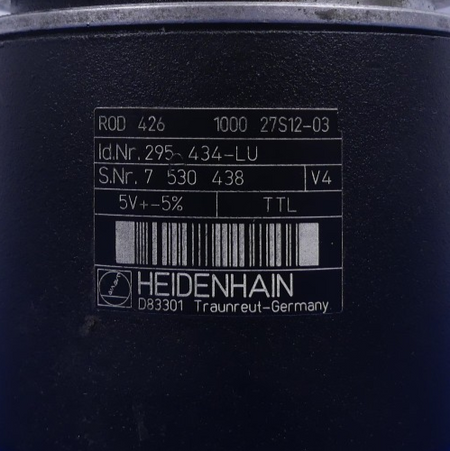 ROD 426 1000 27S12-03
Id.Nr. 295 434-LU
S.Nr. 7 530 438 V4
5V+-5% TTL
HEIDENHAIN
D83301 Traunreut-Germany